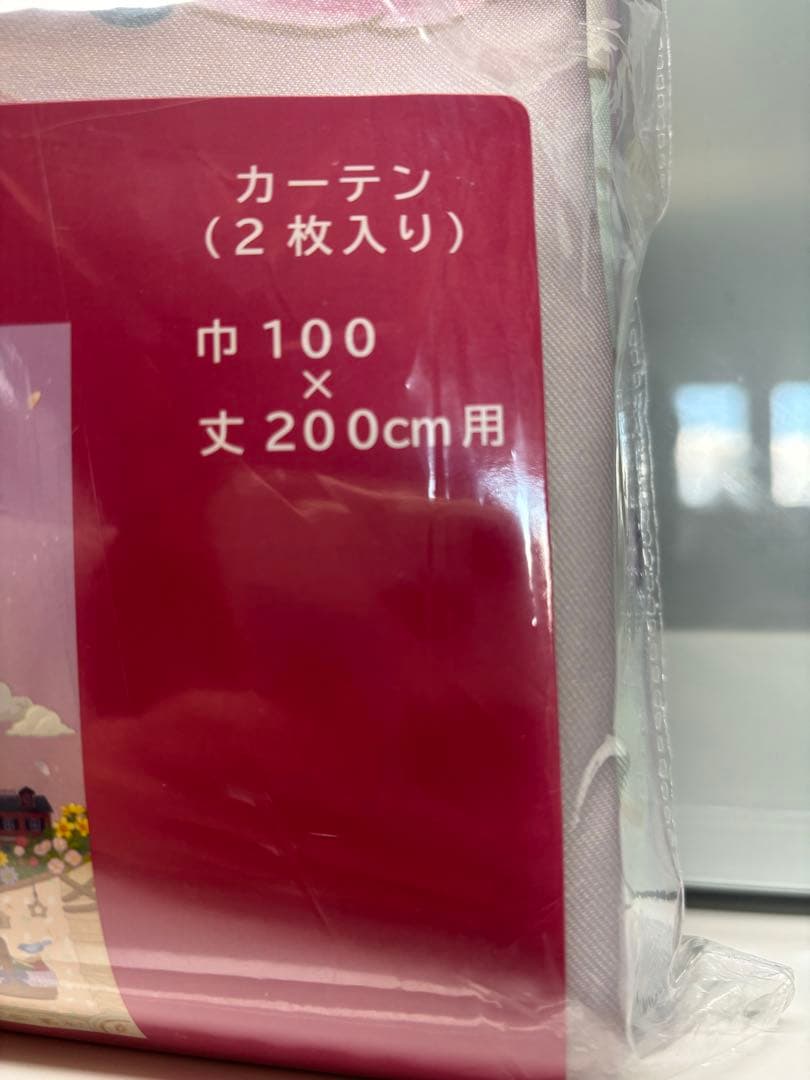 カーテン
(2枚入り)
巾100
×
丈200cm用